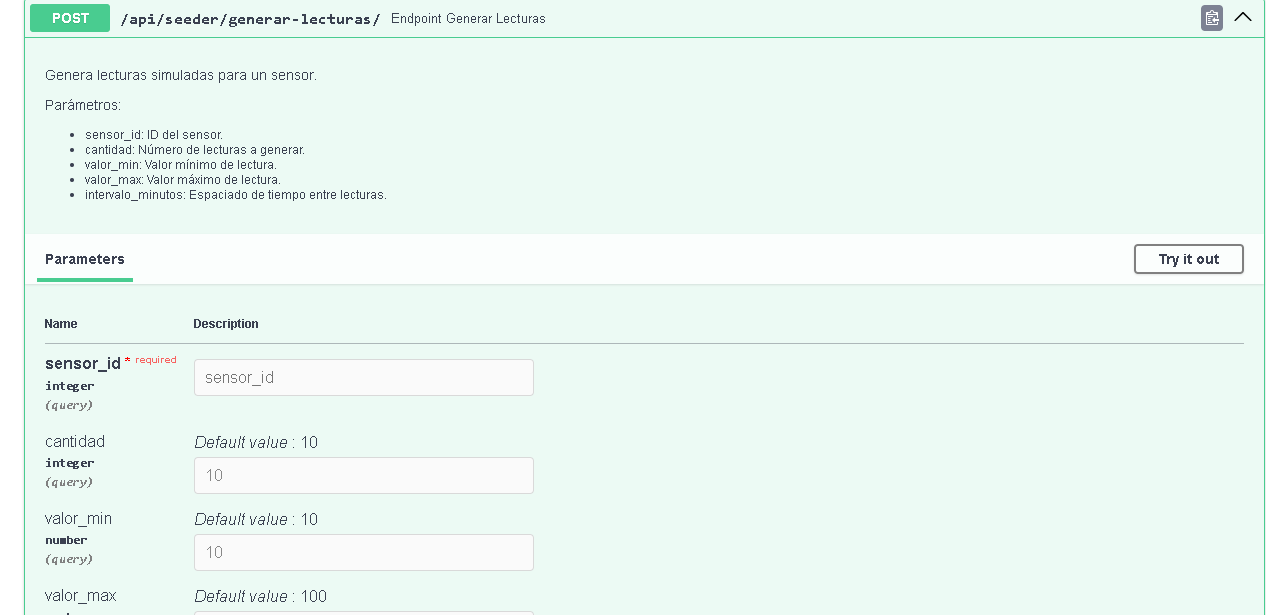 POST /api/seeder/generar-lecturas/ Endpoint Generar Lecturas
Genera lecturas simuladas para un sensor.
Parámetros:
sensor_id: ID del sensor.
cantidad: Número de lecturas a generar.
valor_min: Valor mínimo de lectura.
valor_max: Valor máximo de lectura.
intervalo_minutos: Espaciado de tiempo entre lecturas.
Parameters Try it out
Name Description
sensor_id * required
integer
(query)
sensor_id
cantidad
integer
(query)
Default value : 10
10
valor_min
number
(query)
Default value : 10
10
valor_max
Default value : 100